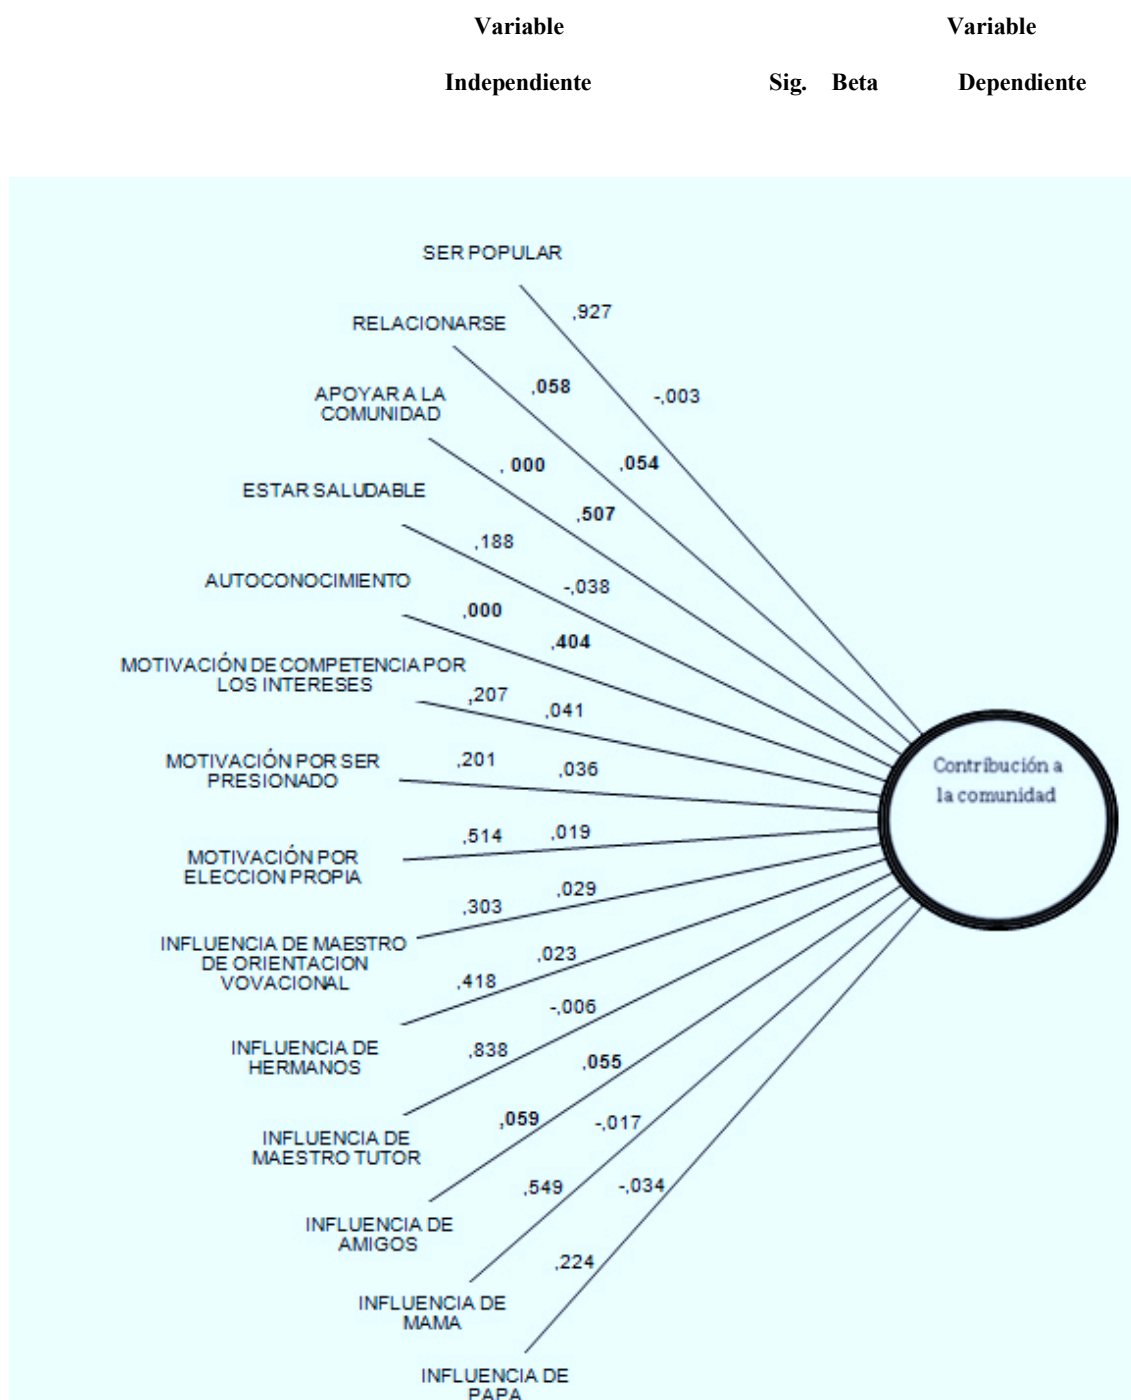 Variable Variable
Independiente Sig. Beta Dependiente
SER POPULAR
,927
RELACIONARSE
,058
-,003
APOYAR A LA
COMUNIDAD
, 000
,054
ESTAR SALUDABLE
,507
,188
AUTOCONOCIMIENTO
-,038
,000
,404
MOTIVACIÓN DE COMPETENCIA POR
LOS INTERESES
,207
,041
MOTIVACIÓN POR SER
PRESIONADO
,201
,036
Contribución a
la comunidad
MOTIVACIÓN POR
ELECCION PROPIA
,514
,019
,303
,029
INFLUENCIA DE MAESTRO
DE ORIENTACION
VOVACIONAL
,418
,023
INFLUENCIA DE
HERMANOS
,838
-,006
INFLUENCIA DE
MAESTRO TUTOR
,059
,055
INFLUENCIA DE
AMIGOS
,549
-,017
INFLUENCIA DE
MAMA
,224
-,034
INFLUENCIA DE
PAPA